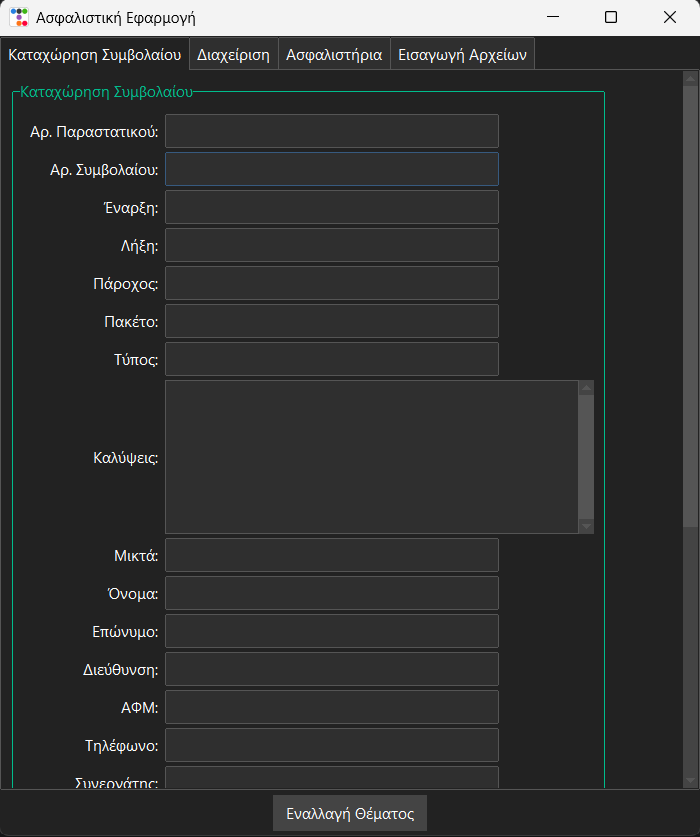 Ασφαλιστική Εφαρμογή
Καταχώρηση Συμβολαίου Διαχείριση Ασφαλιστήρια Εισαγωγή Αρχείων
Καταχώρηση Συμβολαίου
Αρ. Παραστατικού:
Αρ. Συμβολαίου:
Έναρξη:
Λήξη:
Πάροχος:
Πακέτο:
Τύπος:
Καλύψεις:
Μικτά:
Όνομα:
Επώνυμο:
Διεύθυνση:
ΑΦΜ:
Τηλέφωνο:
Συνεργάτης:
Εναλλαγή Θέματος